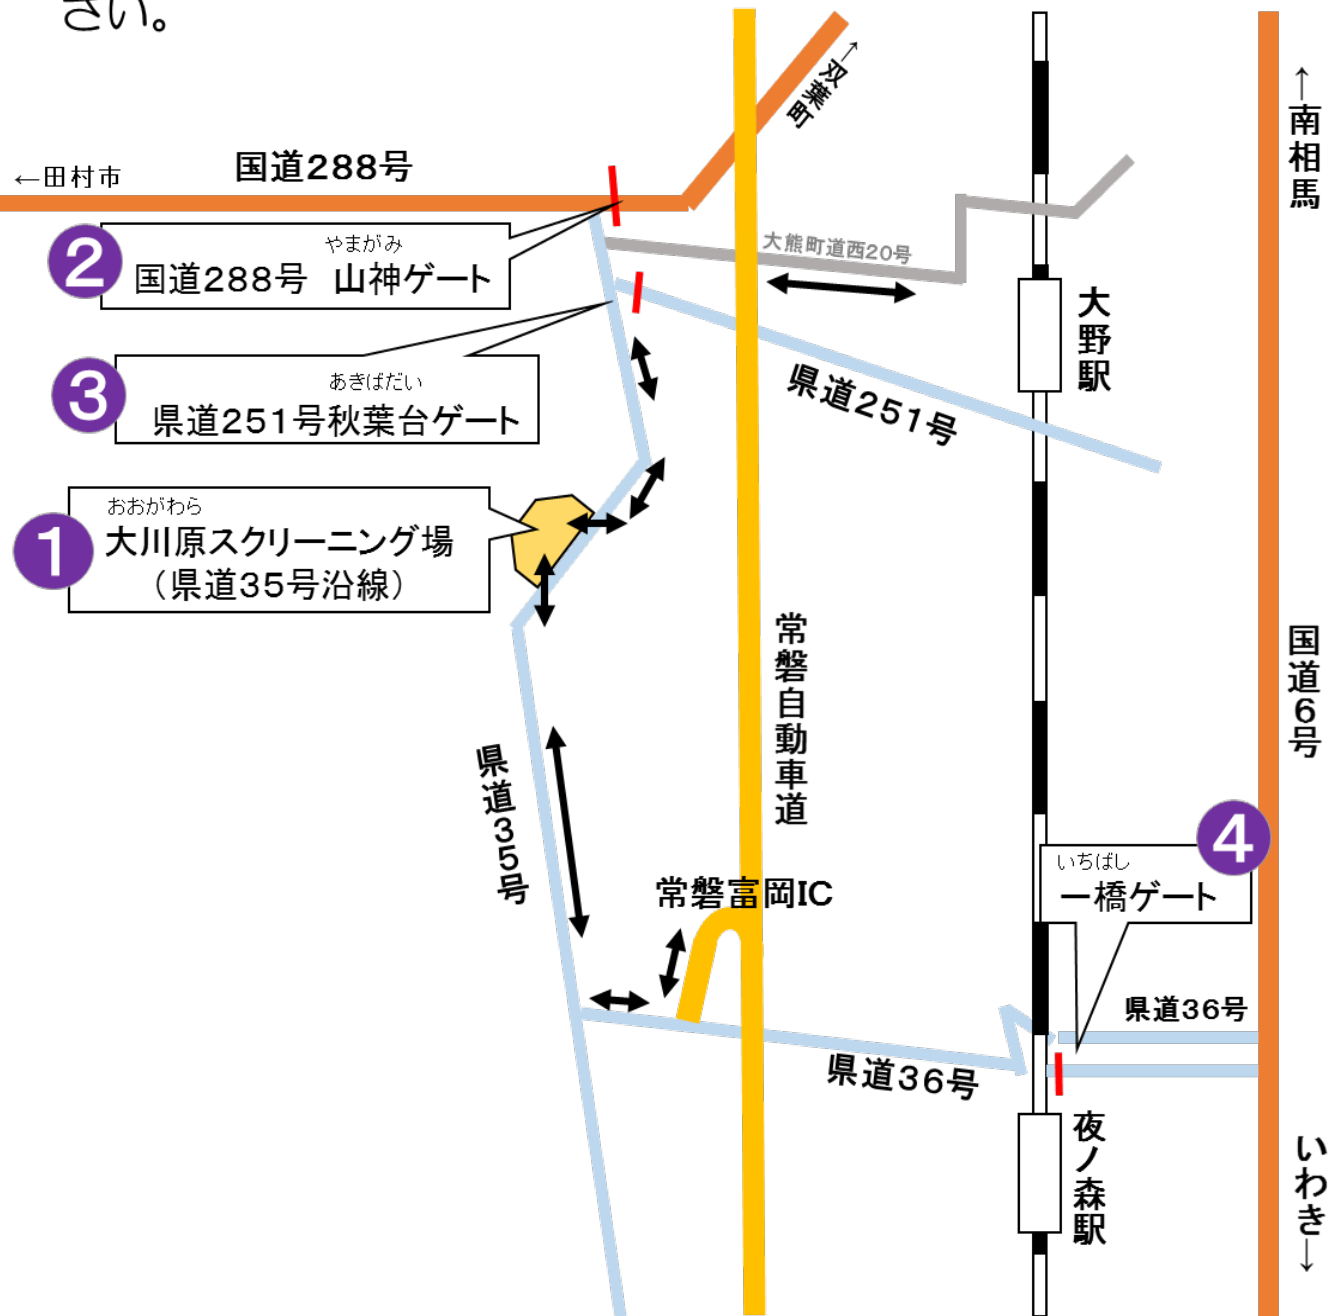 さい。
→双葉町
国道288号
←田村市
↑南相馬
2
やまがみ
国道288号 山神ゲート
大熊町道西20号
大野駅
3
あきばだい
県道251号秋葉台ゲート
県道251号
1
おおがわら
大川原スクリーニング場
（県道35号沿線）
常磐自動車道
国道6号
県道35号
4
いちばし
一橋ゲート
常磐富岡IC
県道36号
県道36号
夜ノ森駅
いわき→